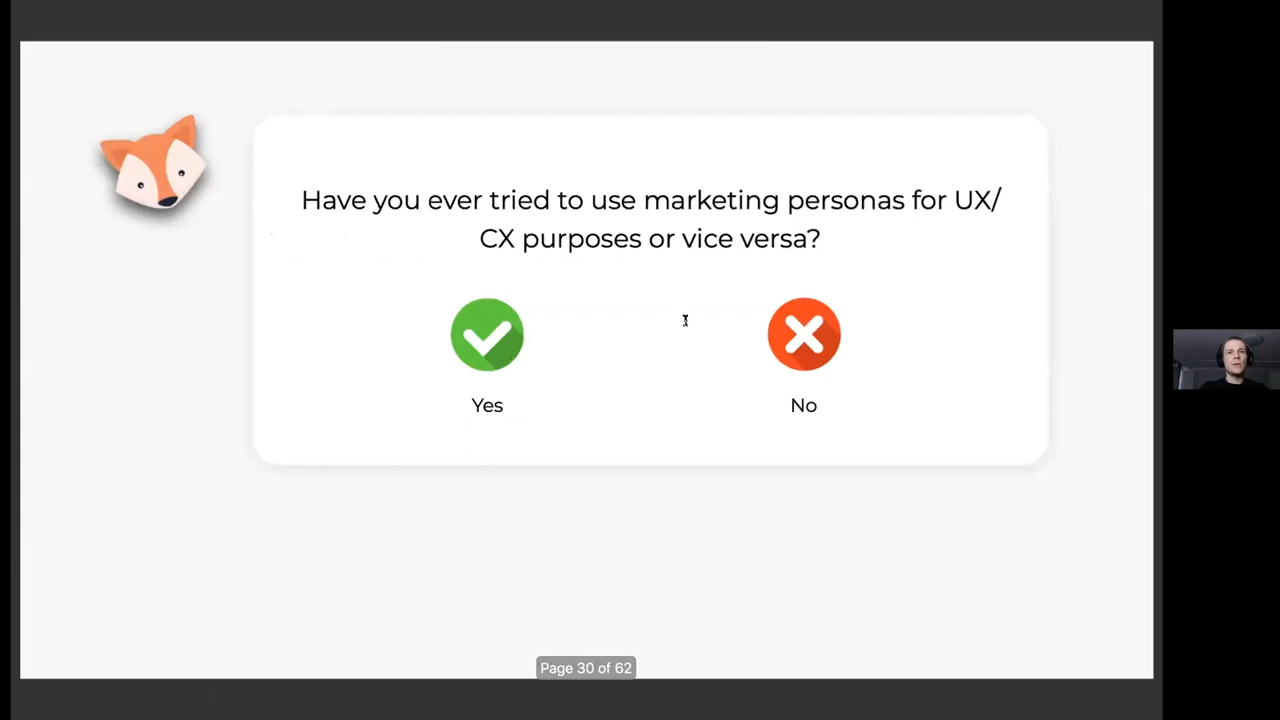 Have you ever tried to use marketing personas for UX/
CX purposes or vice versa?
Yes
No
Page 30 of 62